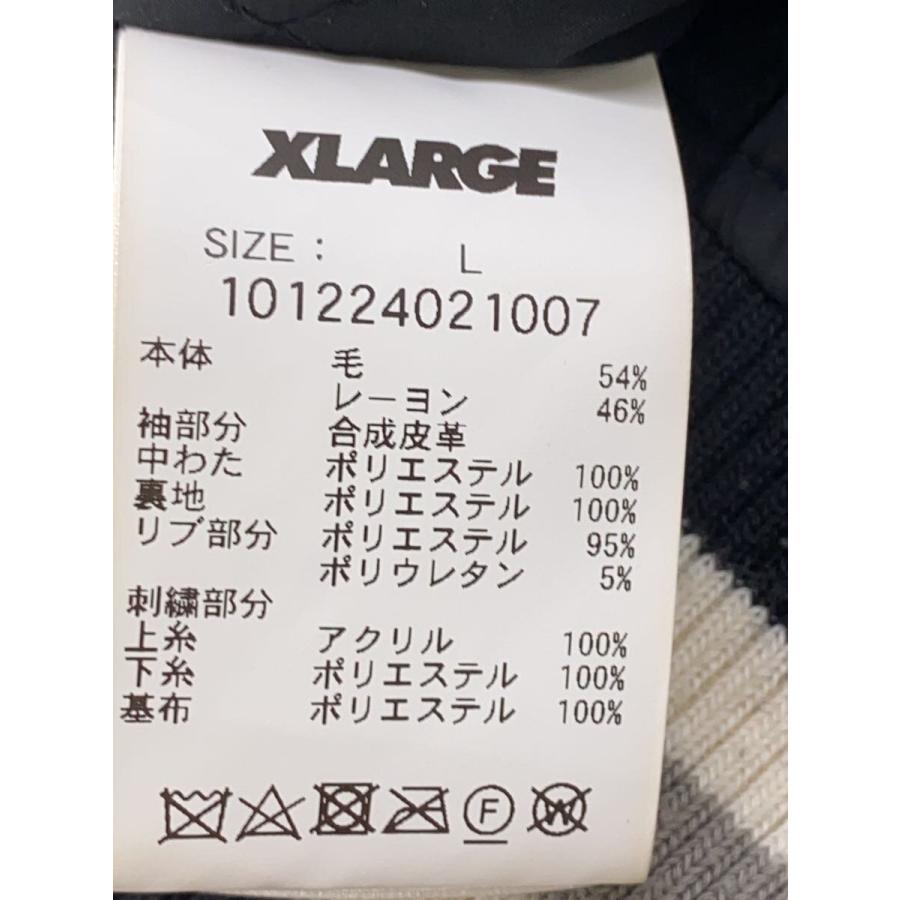 XLARGE
SIZE : L
101224021007
本体 毛 54%
レーヨン 46%
袖部分 合成皮革
中わた ポリエステル 100%
裏地 ポリエステル 100%
リブ部分 ポリエステル 95%
ポリウレタン 5%
刺繍部分
上糸 アクリル 100%
下糸 ポリエステル 100%
基布 ポリエステル 100%
F W